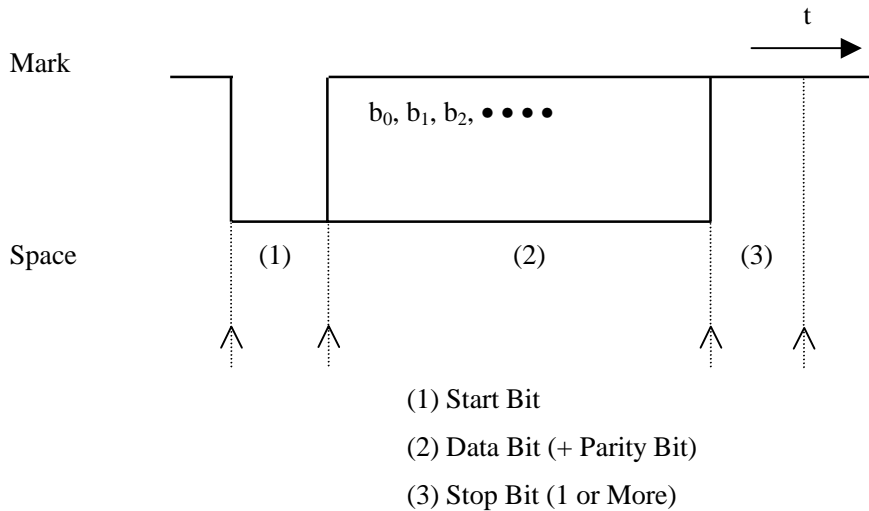 t
Mark
b₀, b₁, b₂, ● ● ● ●
Space
(1)
(2)
(3)
(1) Start Bit
(2) Data Bit (+ Parity Bit)
(3) Stop Bit (1 or More)